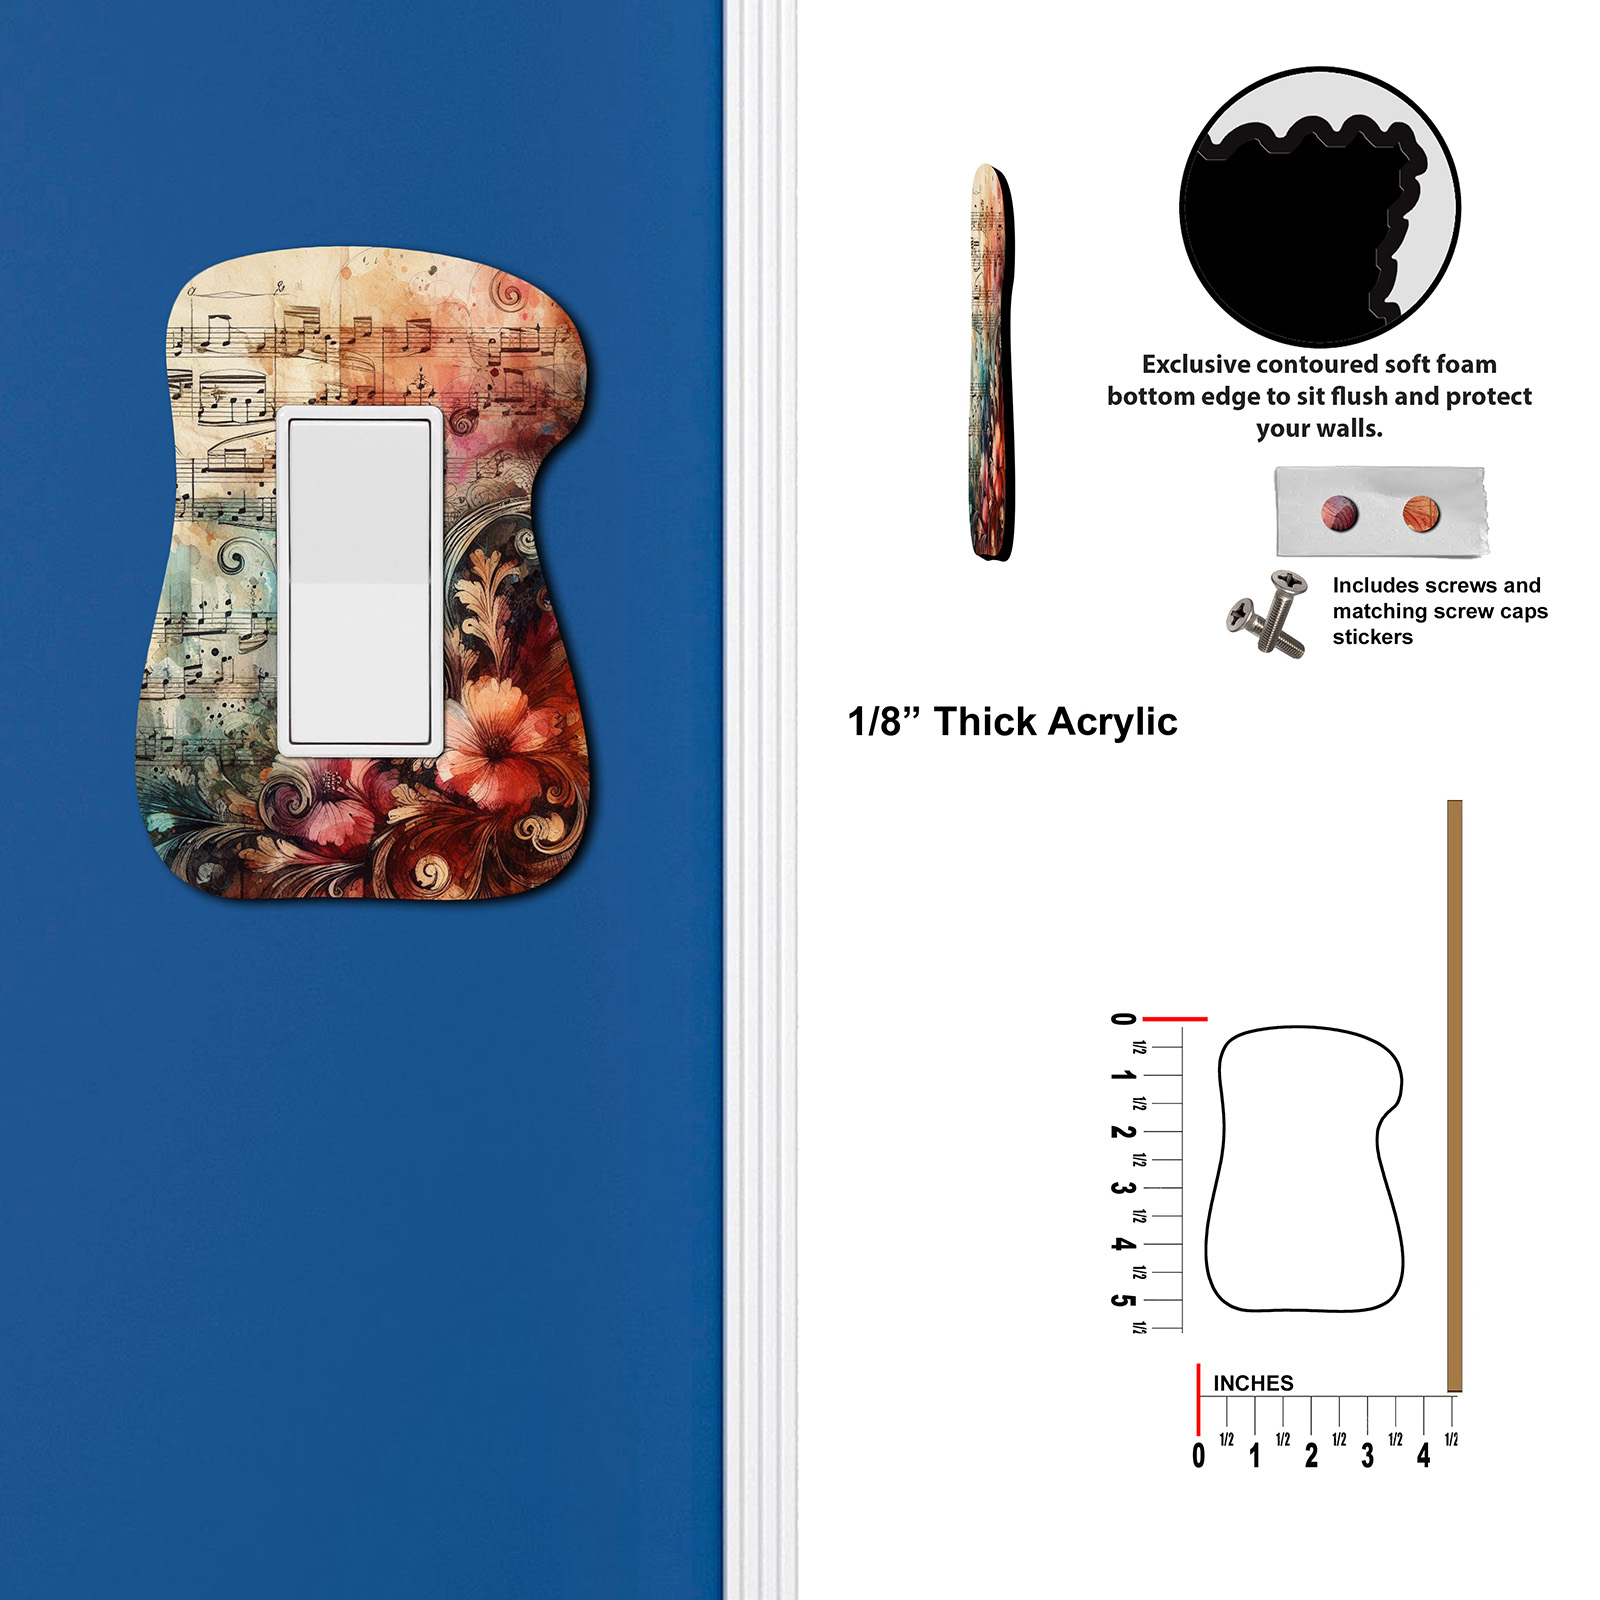 Exclusive contoured soft foam
bottom edge to sit flush and protect
your walls.
Includes screws and
matching screw caps
stickers
1/8” Thick Acrylic
0
1/2
1
1/2
2
1/2
3
1/2
4
1/2
5
1/2
INCHES
0 1/2 1 1/2 2 1/2 3 1/2 4 1/2